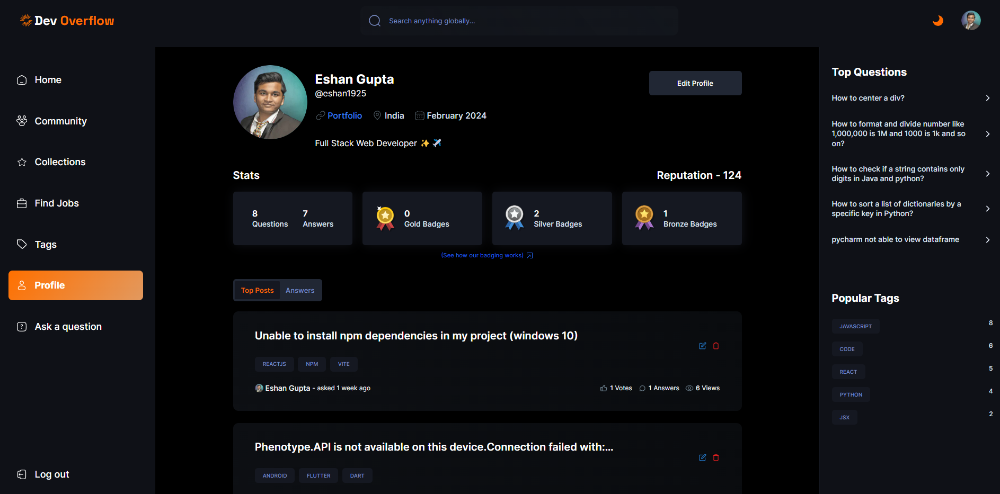 Dev Overflow
Search anything globally...
Home
Community
Collections
Find Jobs
Tags
Profile
Ask a question
Log out
Eshan Gupta
@eshan1925
Portfolio India February 2024
Full Stack Web Developer ✨ ✈️
Edit Profile
Stats
Reputation - 124
8
Questions
7
Answers
0
Gold Badges
2
Silver Badges
1
Bronze Badges
(See how our badging works)
Top Posts Answers
Unable to install npm dependencies in my project (windows 10)
REACTJS NPM VITE
Eshan Gupta - asked 1 week ago
1 Votes 1 Answers 6 Views
Phenotype.API is not available on this device.Connection failed with:...
ANDROID FLUTTER DART
Top Questions
How to center a div?
How to format and divide number like
1,000,000 is 1M and 1000 is 1k and so
on?
How to check if a string contains only
digits in Java and python?
How to sort a list of dictionaries by a
specific key in Python?
pycharm not able to view dataframe
Popular Tags
JAVASCRIPT 8
CODE 6
REACT 5
PYTHON 4
JSX 2